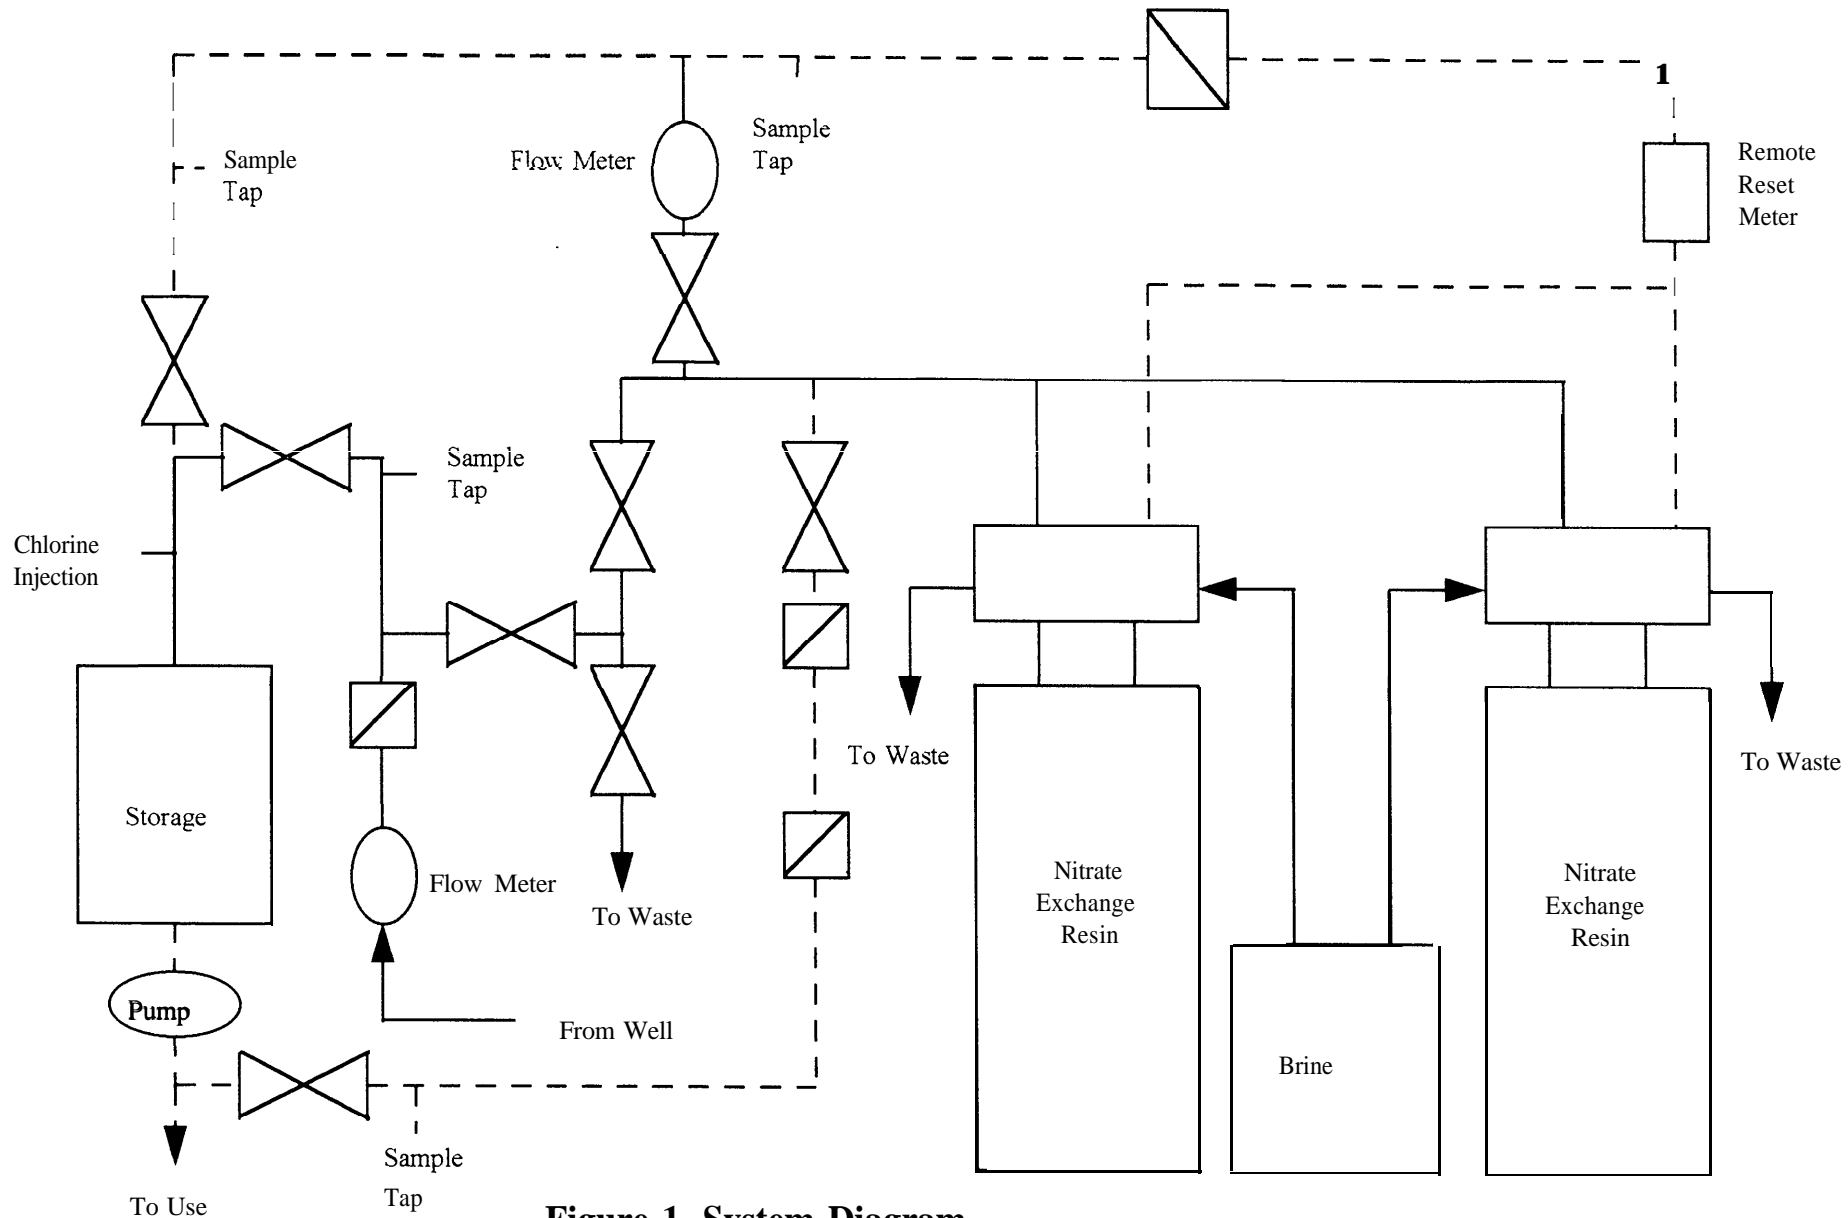 1
Sample
Tap
Flow Meter
Sample
Tap
Remote
Reset
Meter
Sample
Tap
Chlorine
Injection
To Waste
To Waste
Storage
Flow Meter
To Waste
Nitrate
Exchange
Resin
Nitrate
Exchange
Resin
Pump
From Well
Brine
Sample
Tap
To Use
Figure 1. System Diagram